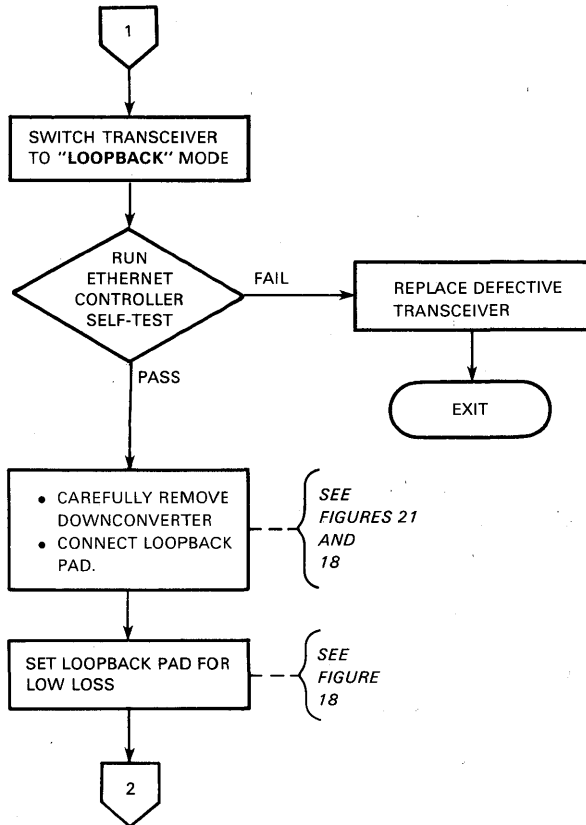 1
SWITCH TRANSCEIVER
TO "LOOPBACK" MODE
RUN
ETHERNET
CONTROLLER
SELF-TEST
FAIL
REPLACE DEFECTIVE
TRANSCEIVER
EXIT
PASS
• CAREFULLY REMOVE
DOWNCONVERTER
• CONNECT LOOPBACK
PAD.
SEE
FIGURES 21
AND
18
SET LOOPBACK PAD FOR
LOW LOSS
SEE
FIGURE
18
2